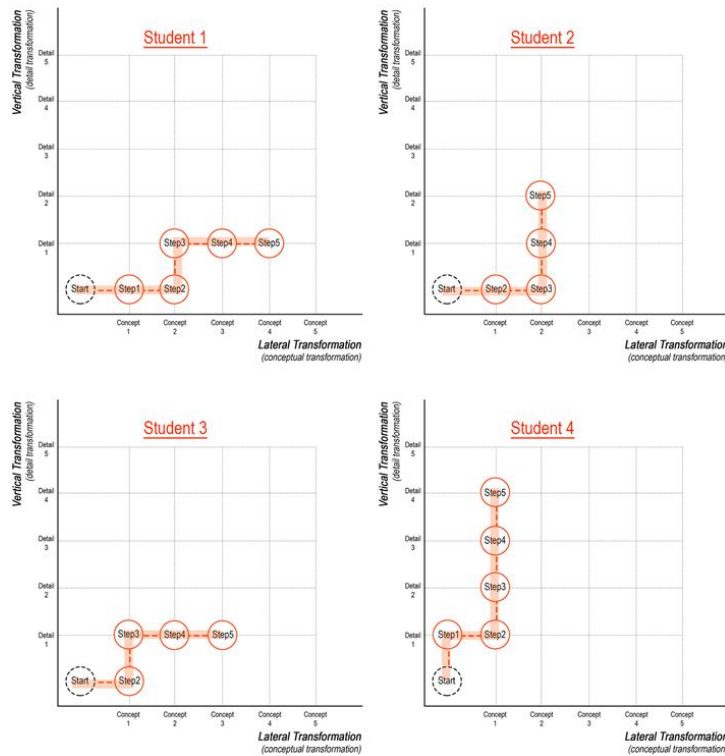 Student 1
Vertical Transformation
(detail transformation)
Detail
5
Detail
4
Detail
3
Detail
2
Detail
1
Step3
Step4
Step5
Start
Step1
Step2
Concept
1
Concept
2
Concept
3
Concept
4
Concept
5
Lateral Transformation
(conceptual transformation)
Student 2
Vertical Transformation
(detail transformation)
Detail
5
Detail
4
Detail
3
Detail
2
Detail
1
Step5
Step4
Start
Step2
Step3
Concept
1
Concept
2
Concept
3
Concept
4
Concept
5
Lateral Transformation
(conceptual transformation)
Student 3
Vertical Transformation
(detail transformation)
Detail
5
Detail
4
Detail
3
Detail
2
Detail
1
Step3
Step4
Step5
Start
Step2
Concept
1
Concept
2
Concept
3
Concept
4
Concept
5
Lateral Transformation
(conceptual transformation)
Student 4
Vertical Transformation
(detail transformation)
Detail
5
Detail
4
Detail
3
Detail
2
Detail
1
Step5
Step4
Step3
Step1
Step2
Start
Concept
1
Concept
2
Concept
3
Concept
4
Concept
5
Lateral Transformation
(conceptual transformation)